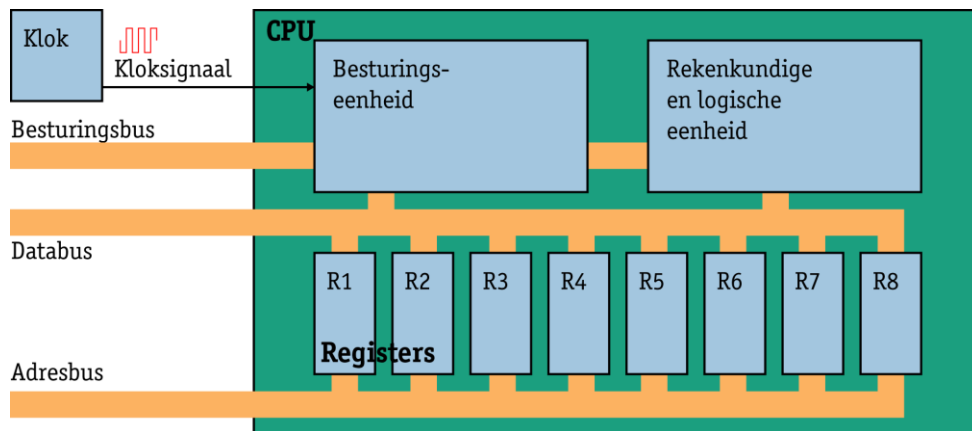 Klok
Kloksignaal
CPU
Besturings-
eenheid
Rekenkundige
en logische
eenheid
Besturingsbus
Databus
R1 R2 R3 R4 R5 R6 R7 R8
Registers
Adresbus